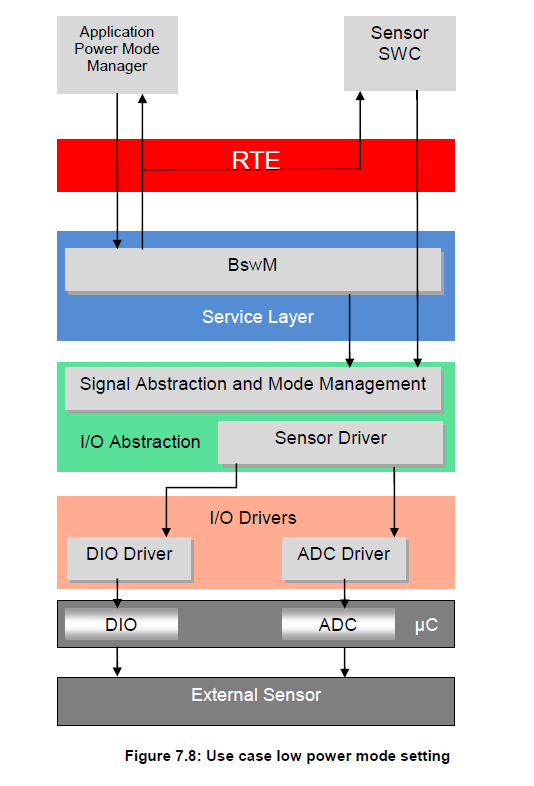 Application
Power Mode
Manager
Sensor
SWC
RTE
BswM
Service Layer
Signal Abstraction and Mode Management
I/O Abstraction
Sensor Driver
I/O Drivers
DIO Driver
ADC Driver
DIO
ADC
µC
External Sensor
Figure 7.8: Use case low power mode setting